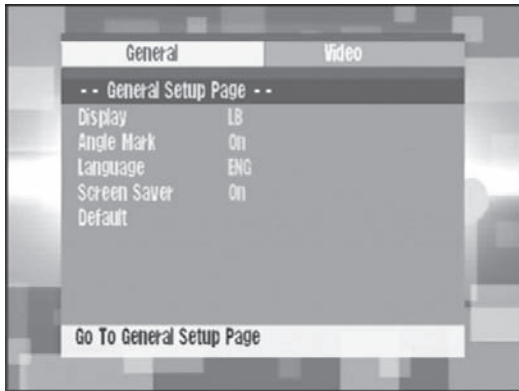 General Video
-- General Setup Page --
Display LB
Angle Mark On
Language ENG
Screen Saver On
Default
Go To General Setup Page